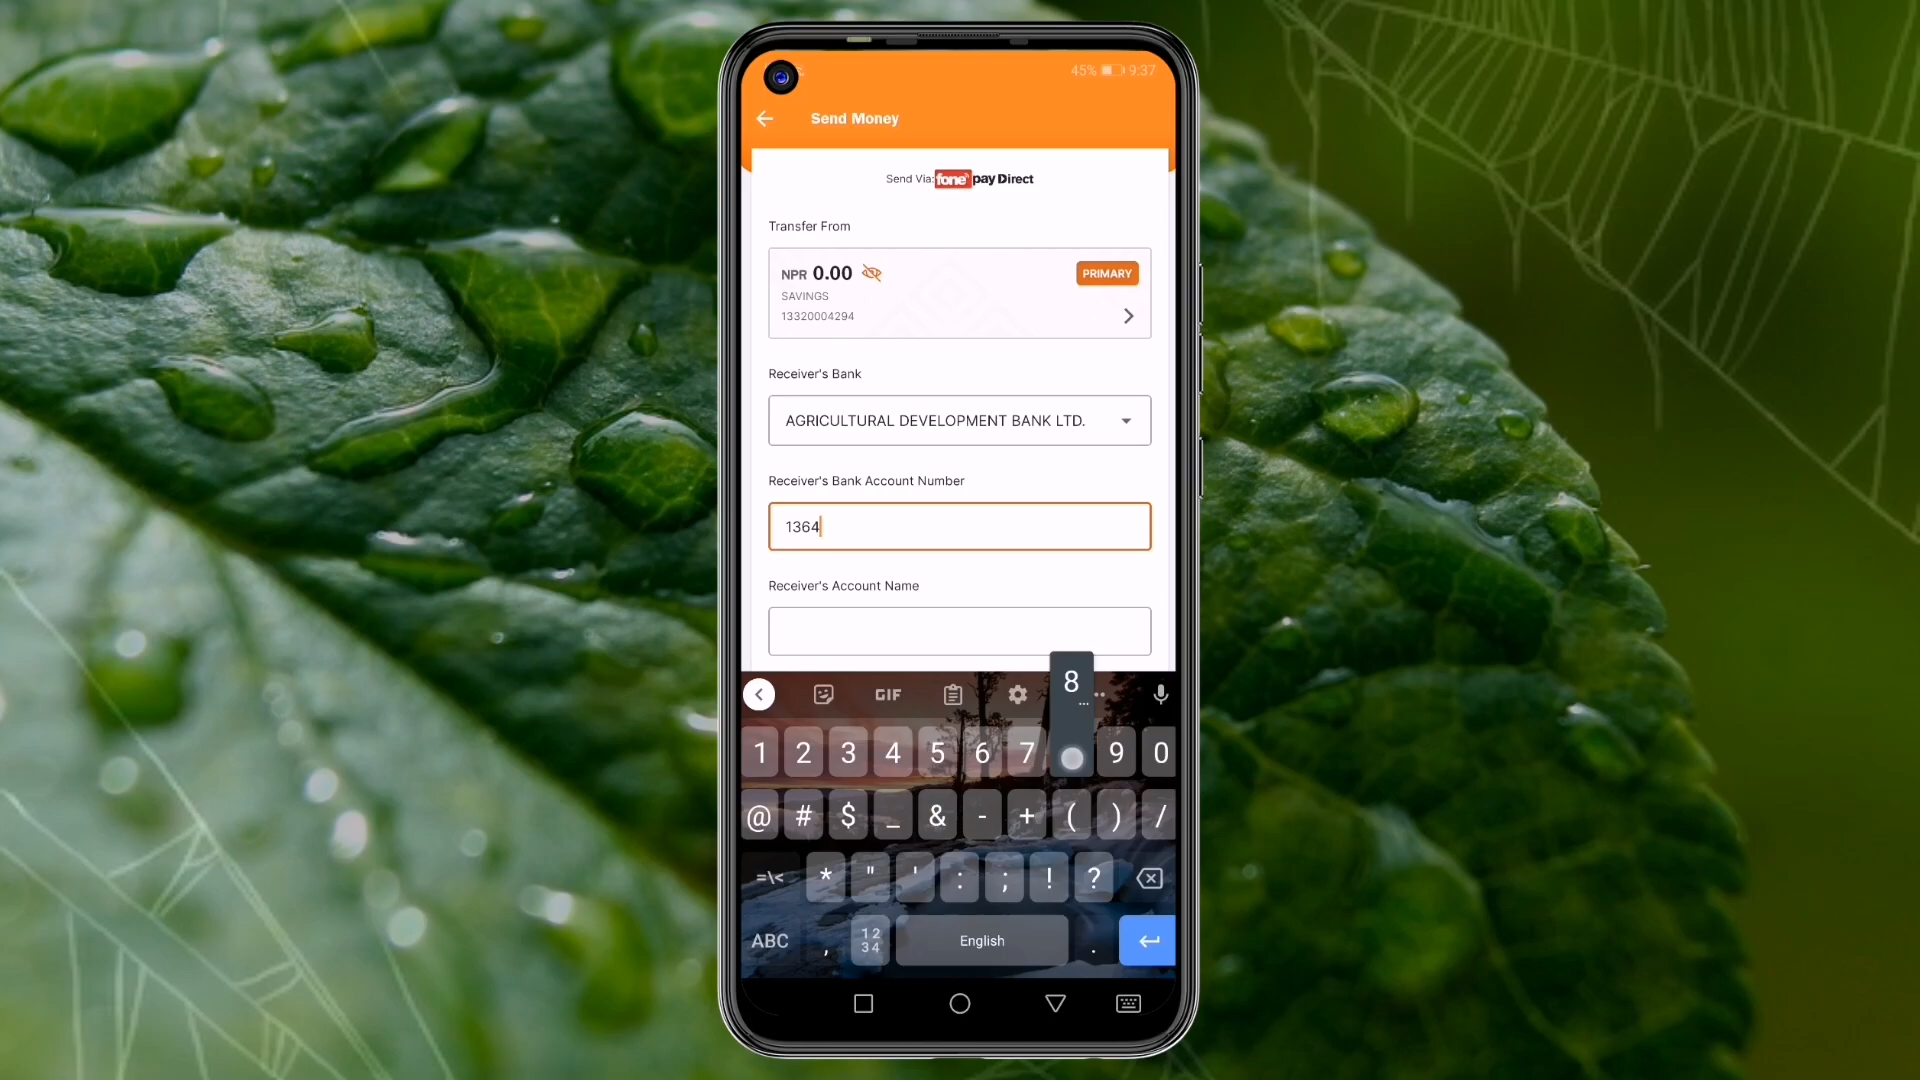 45% 9:37
Send Money
Send Via: fone pay Direct
Transfer From
NPR 0.00
PRIMARY
SAVINGS
13320004294
Receiver's Bank
AGRICULTURAL DEVELOPMENT BANK LTD.
Receiver's Bank Account Number
1364
Receiver's Account Name
8
...
GIF
1 2 3 4 5 6 7 9 0
@ # $ _ & - + ( ) /
=\< * " ' : ; ! ?
ABC , 12 34 English .